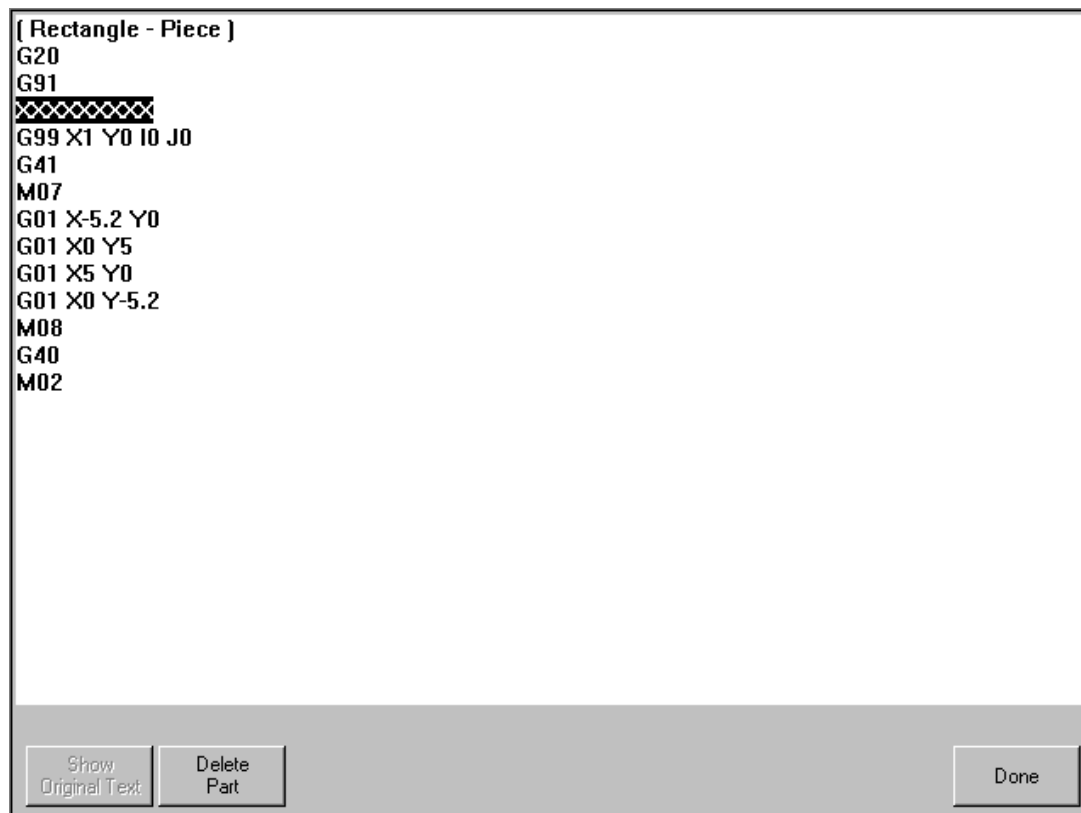 ( Rectangle - Piece )
G20
G91
XXXXXXXXXX
G99 X1 Y0 I0 J0
G41
M07
G01 X-5.2 Y0
G01 X0 Y5
G01 X5 Y0
G01 X0 Y-5.2
M08
G40
M02
Show
Original Text
Delete
Part
Done